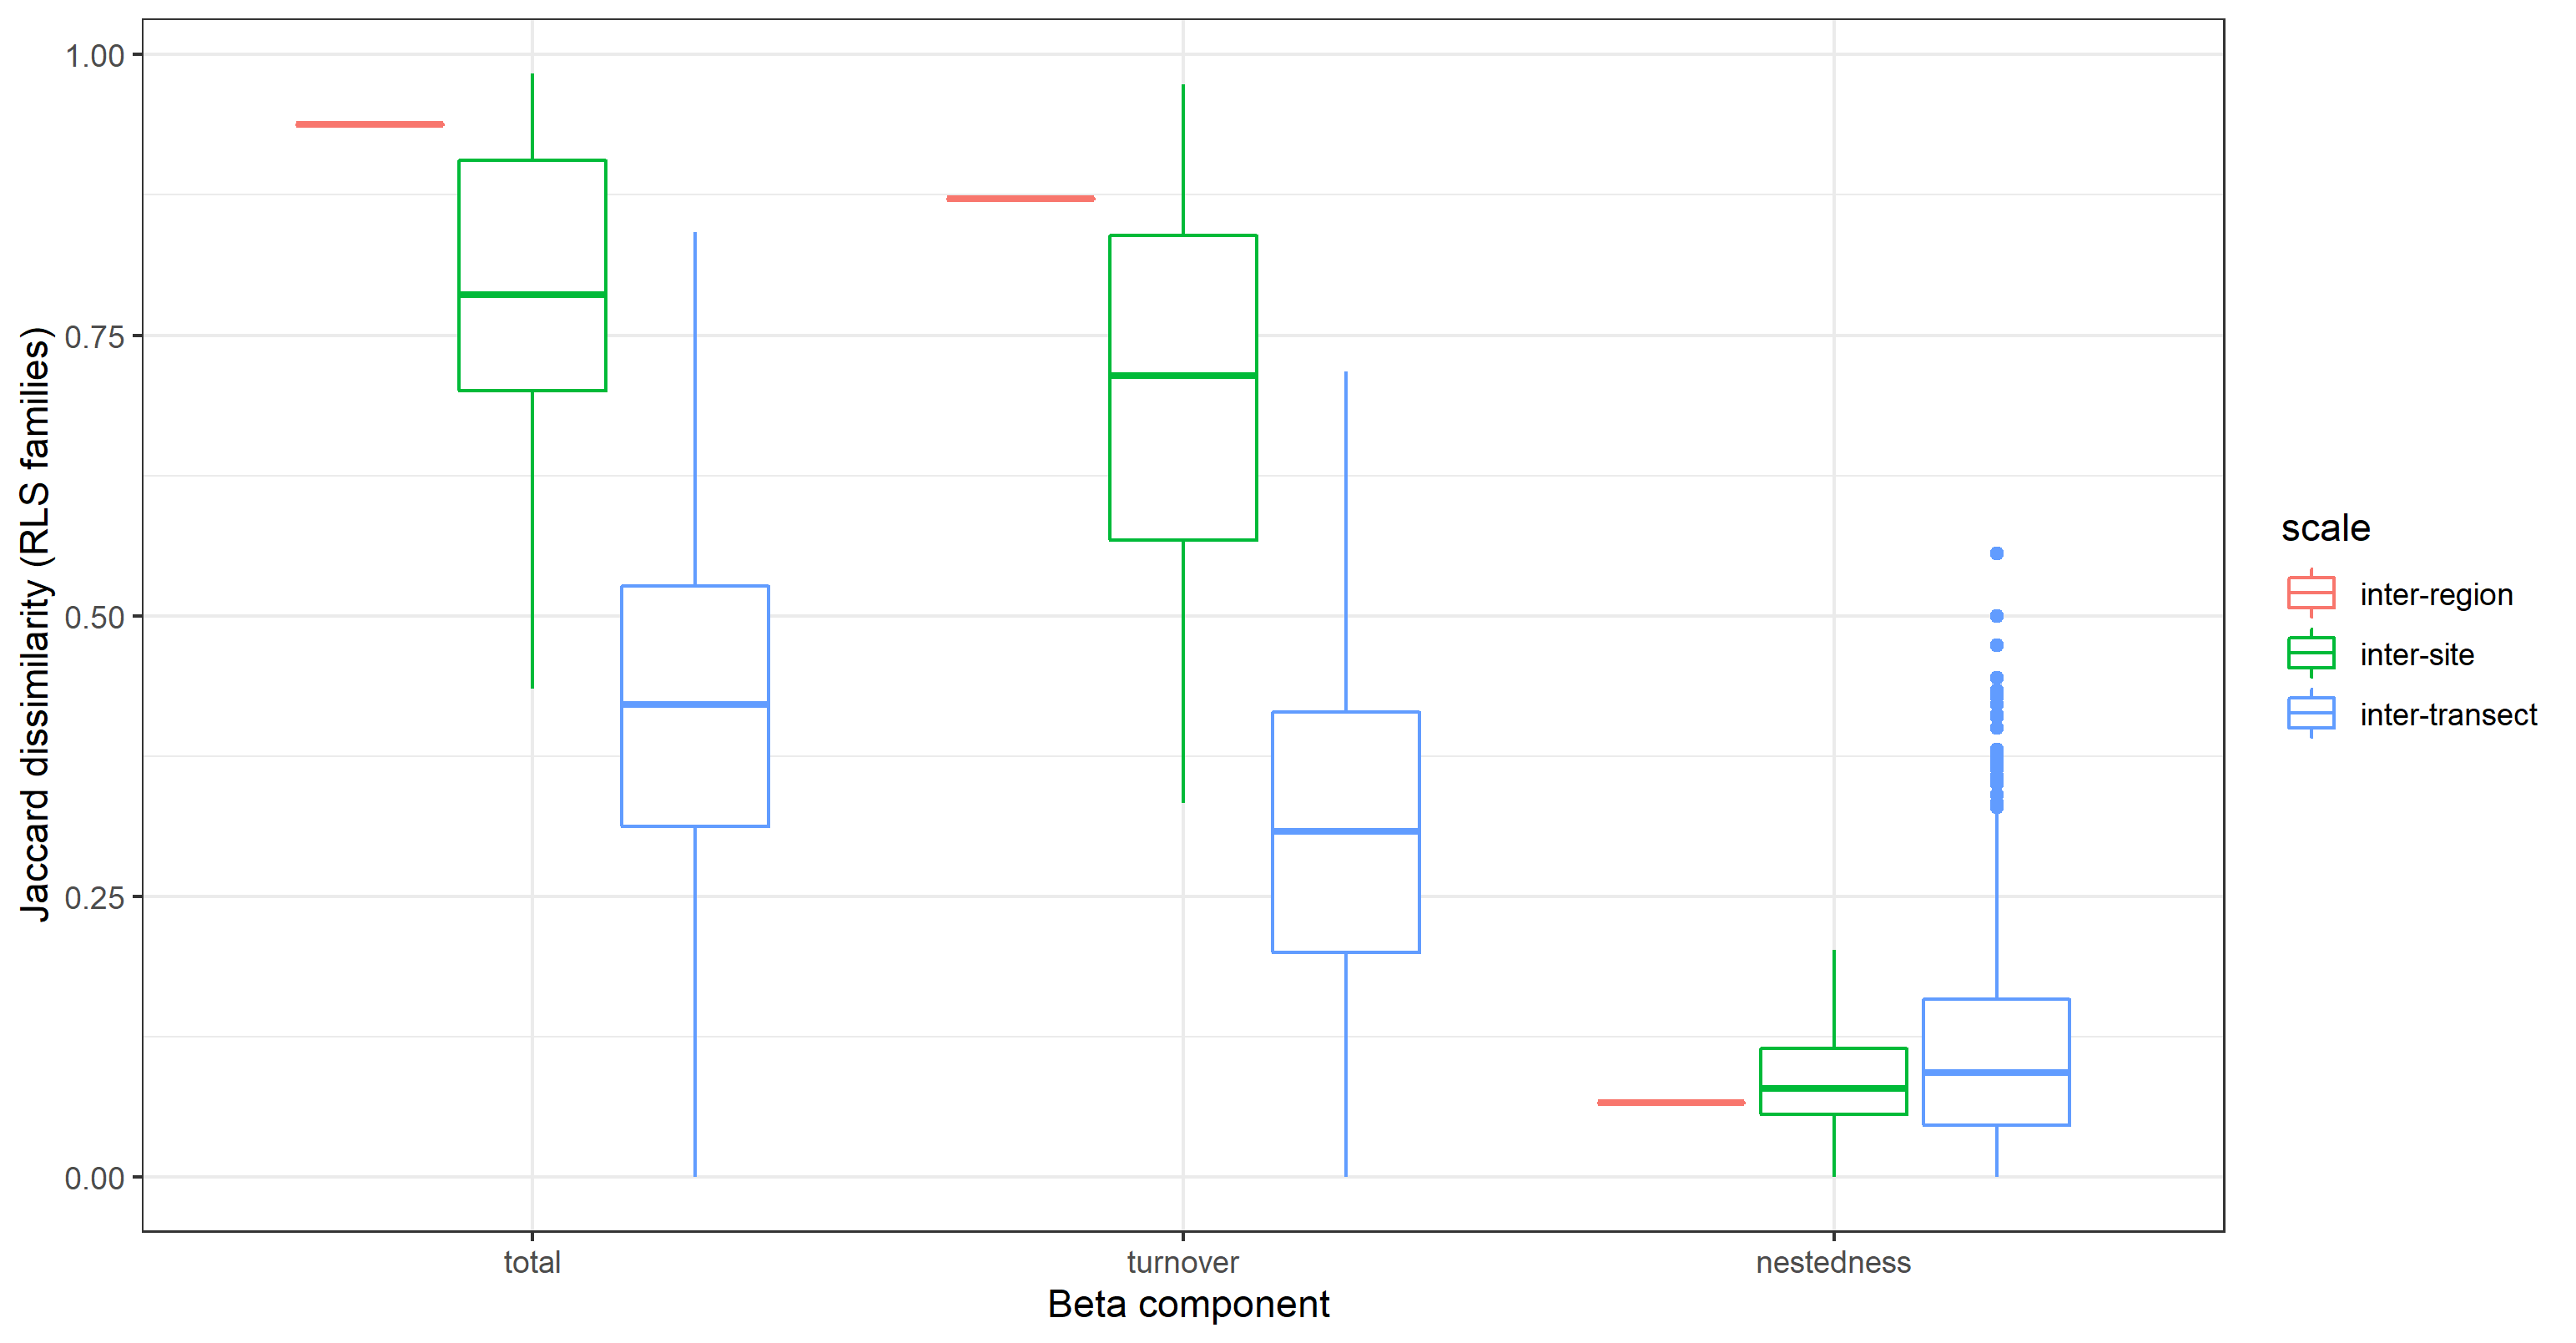 Jaccard dissimilarity (RLS families)
1.00
0.75
0.50
0.25
0.00
total
turnover
nestedness
Beta component
scale
inter-region
inter-site
inter-transect